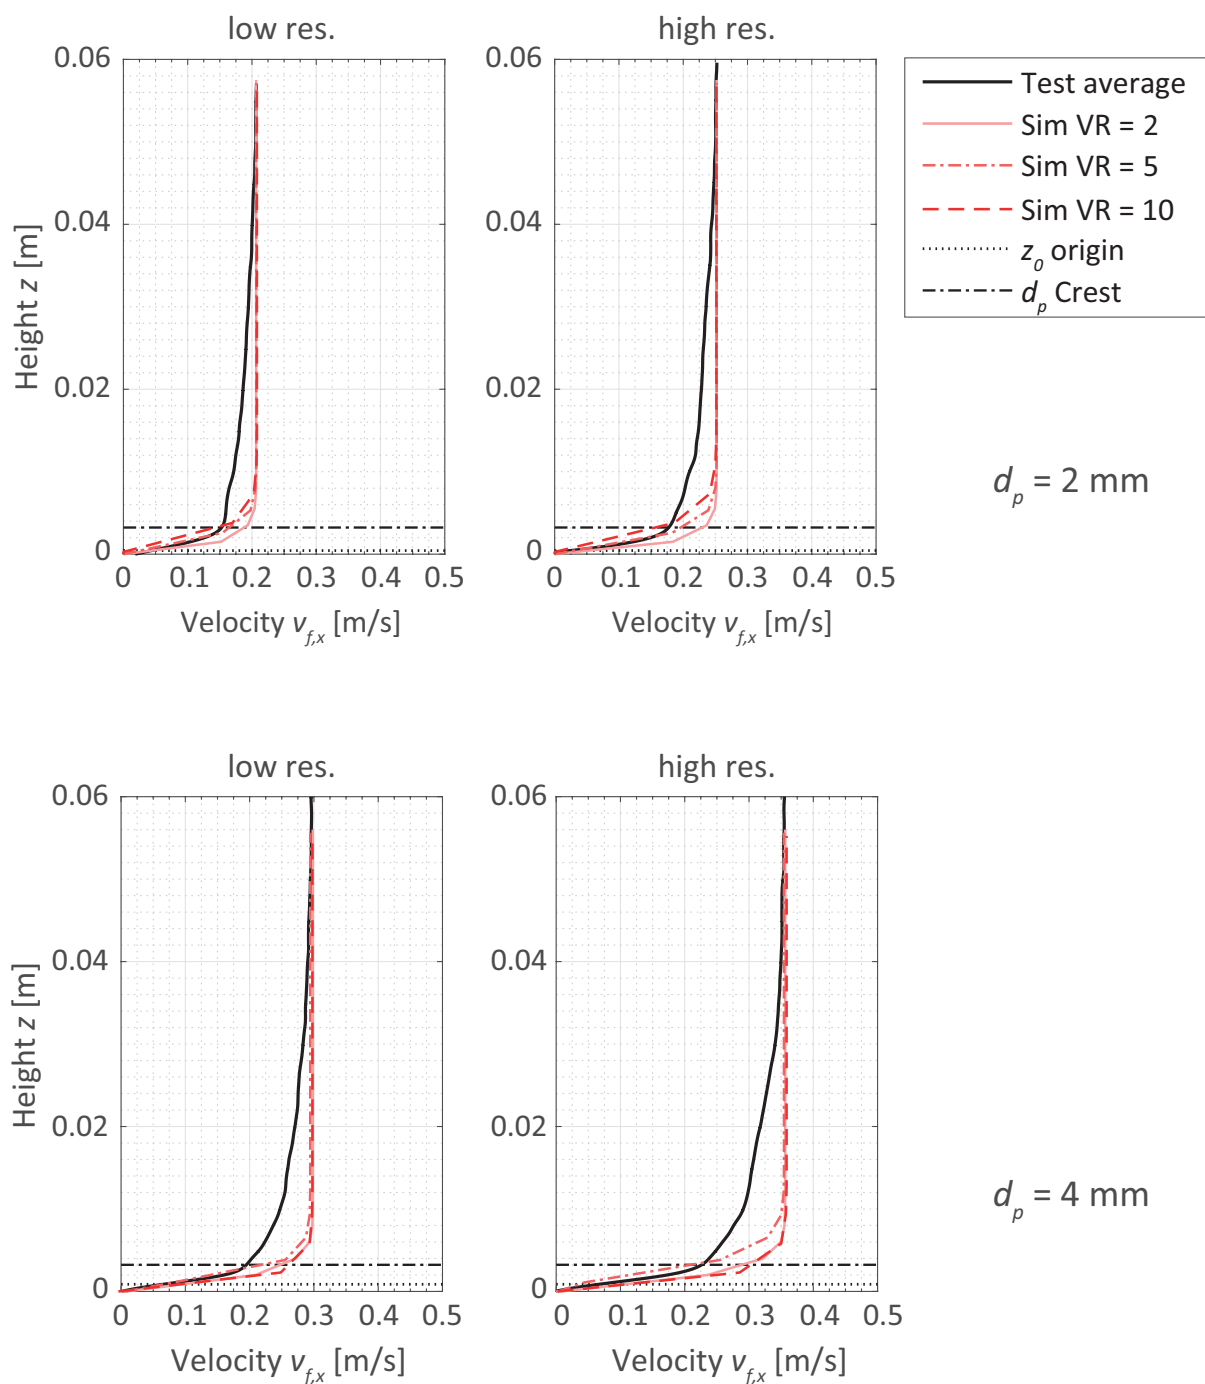 low res.
high res.
0.06
0.04
0.02
0
Height z [m]
0
0.1
0.2
0.3
0.4
0.5
Velocity v_{f,x} [m/s]
0.06
0.04
0.02
0
0
0.1
0.2
0.3
0.4
0.5
Velocity v_{f,x} [m/s]
Test average
Sim VR = 2
Sim VR = 5
Sim VR = 10
z_0 origin
d_p Crest
d_p = 2 mm
low res.
high res.
0.06
0.04
0.02
0
Height z [m]
0
0.1
0.2
0.3
0.4
0.5
Velocity v_{f,x} [m/s]
0.06
0.04
0.02
0
0
0.1
0.2
0.3
0.4
0.5
Velocity v_{f,x} [m/s]
d_p = 4 mm